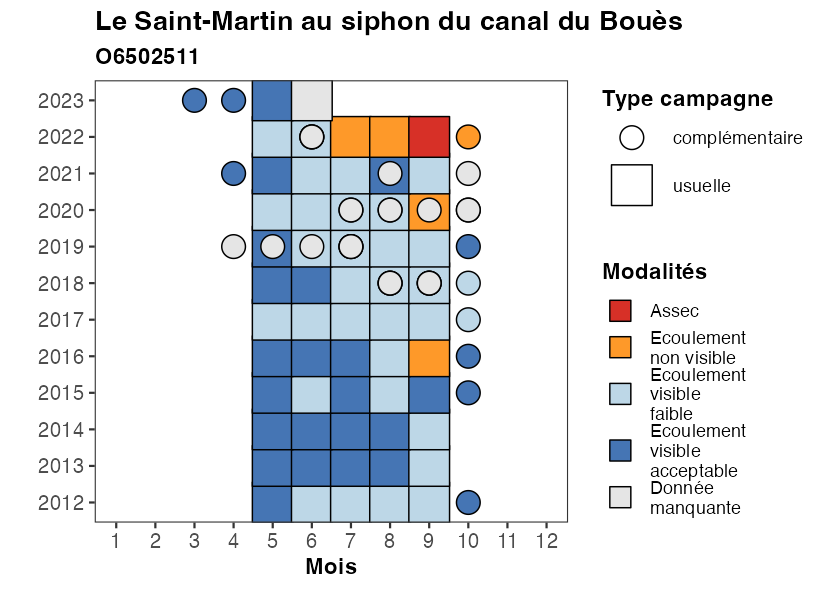 Le Saint-Martin au siphon du canal du Bouès
O6502511
2023
2022
2021
2020
2019
2018
2017
2016
2015
2014
2013
2012
1 2 3 4 5 6 7 8 9 10 11 12
Mois
Type campagne
complémentaire
usuelle
Modalités
Assec
Ecoulement
non visible
Ecoulement
visible
faible
Ecoulement
visible
acceptable
Donnée
manquante